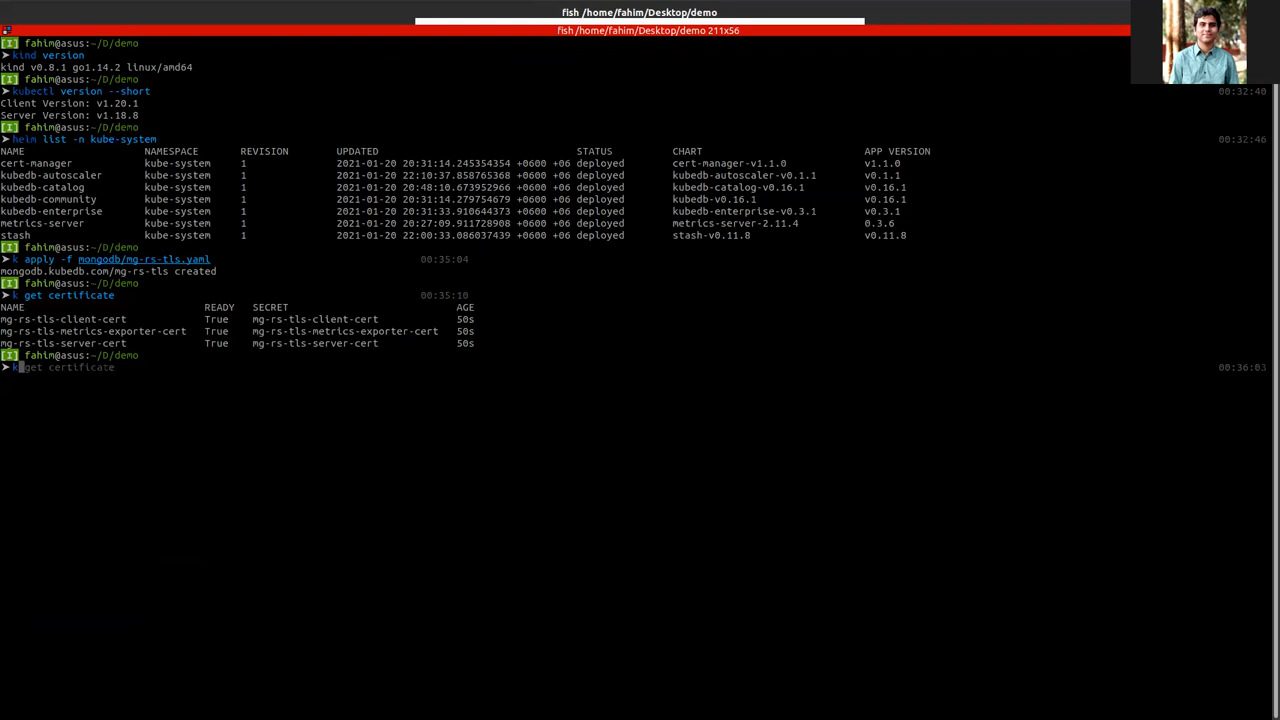 fish /home/fahim/Desktop/demo
fish /home/fahim/Desktop/demo 211x56
[I] fahim@asus:~/D/demo
➤ kind version
kind v0.8.1 go1.14.2 linux/amd64
[I] fahim@asus:~/D/demo
➤ kubectl version --short 00:32:40
Client Version: v1.20.1
Server Version: v1.18.8
[I] fahim@asus:~/D/demo
➤ helm list -n kube-system 00:32:46
NAME NAMESPACE REVISION UPDATED STATUS CHART APP VERSION
cert-manager kube-system 1 2021-01-20 20:31:14.245354354 +0600 +06 deployed cert-manager-v1.1.0 v1.1.0
kubedb-autoscaler kube-system 1 2021-01-20 22:10:37.858765368 +0600 +06 deployed kubedb-autoscaler-v0.1.1 v0.1.1
kubedb-catalog kube-system 1 2021-01-20 20:48:10.673952966 +0600 +06 deployed kubedb-catalog-v0.16.1 v0.16.1
kubedb-community kube-system 1 2021-01-20 20:31:14.279754679 +0600 +06 deployed kubedb-v0.16.1 v0.16.1
kubedb-enterprise kube-system 1 2021-01-20 20:31:33.910644373 +0600 +06 deployed kubedb-enterprise-v0.3.1 v0.3.1
metrics-server kube-system 1 2021-01-20 20:27:09.911728908 +0600 +06 deployed metrics-server-2.11.4 0.3.6
stash kube-system 1 2021-01-20 22:00:33.086037439 +0600 +06 deployed stash-v0.11.8 v0.11.8
[I] fahim@asus:~/D/demo
➤ k apply -f mongodb/mg-rs-tls.yaml 00:35:04
mongodb.kubedb.com/mg-rs-tls created
[I] fahim@asus:~/D/demo
➤ k get certificate 00:35:10
NAME READY SECRET AGE
mg-rs-tls-client-cert True mg-rs-tls-client-cert 50s
mg-rs-tls-metrics-exporter-cert True mg-rs-tls-metrics-exporter-cert 50s
mg-rs-tls-server-cert True mg-rs-tls-server-cert 50s
[I] fahim@asus:~/D/demo
➤ k get certificate 00:36:03